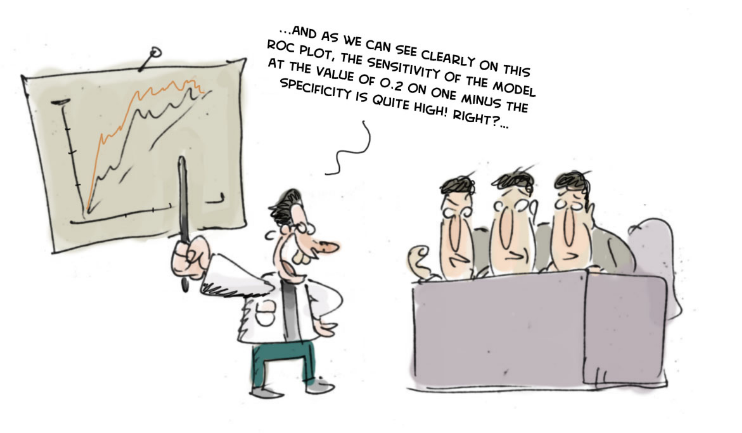 ...AND AS WE CAN SEE CLEARLY ON THIS
ROC PLOT, THE SENSITIVITY OF THE MODEL
AT THE VALUE OF 0.2 ON ONE MINUS THE
SPECIFICITY IS QUITE HIGH! RIGHT?...